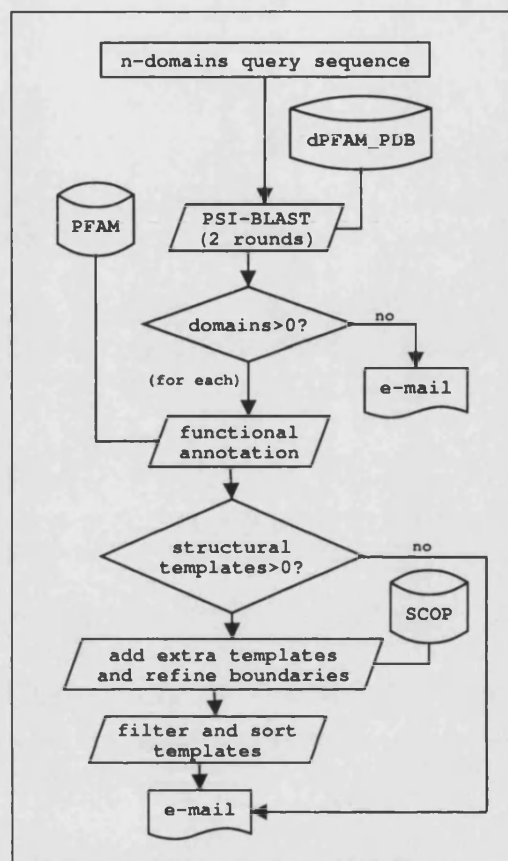 n-domains query sequence
dPFAM_PDB
PFAM
PSI-BLAST
(2 rounds)
domains>0?
no
(for each)
e-mail
functional
annotation
structural
templates>0?
no
SCOP
add extra templates
and refine boundaries
filter and sort
templates
e-mail